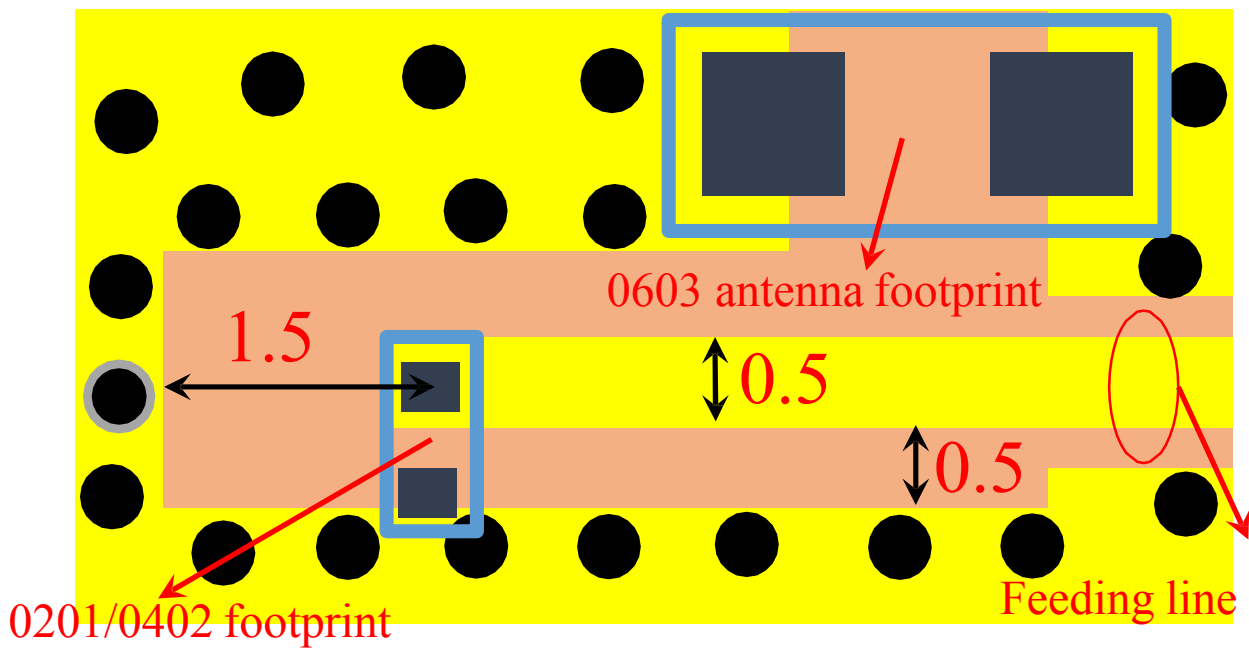 0603 antenna footprint
1.5
0.5
0.5
Feeding line
0201/0402 footprint